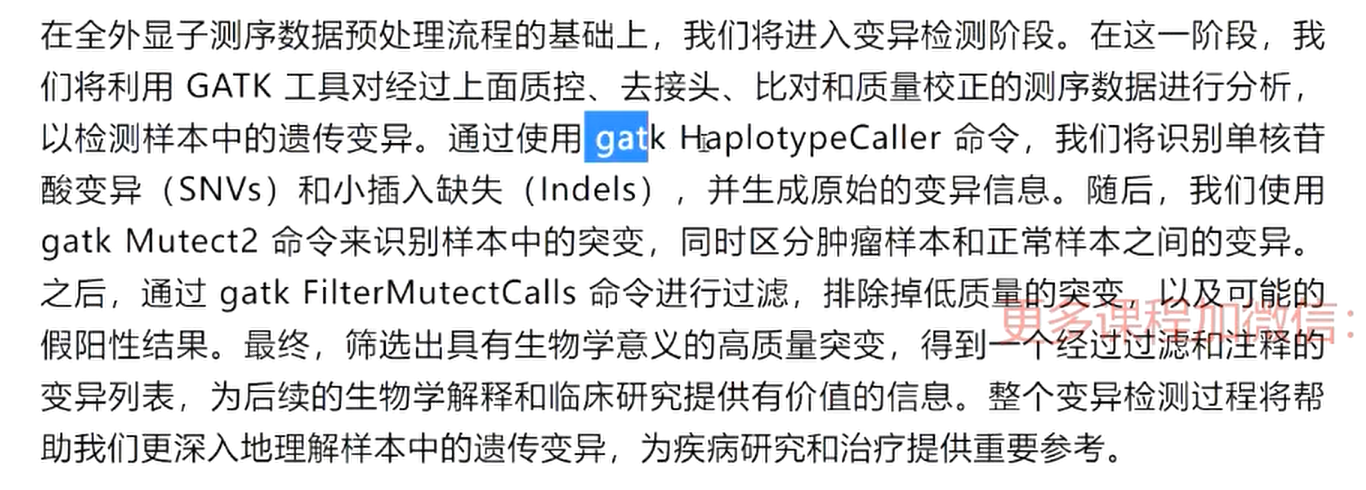 在全外显子测序数据预处理流程的基础上，我们将进入变异检测阶段。在这一阶段，我
们将利用 GATK 工具对经过上面质控、去接头、比对和质量校正的测序数据进行分析，
以检测样本中的遗传变异。通过使用 gatk HaplotypeCaller 命令，我们将识别单核苷
酸变异（SNVs）和小插入缺失（Indels），并生成原始的变异信息。随后，我们使用
gatk Mutect2 命令来识别样本中的突变，同时区分肿瘤样本和正常样本之间的变异。
之后，通过 gatk FilterMutectCalls 命令进行过滤，排除掉低质量的突变，以及可能的
更多课程加微信：
假阳性结果。最终，筛选出具有生物学意义的高质量突变，得到一个经过过滤和注释的
变异列表，为后续的生物学解释和临床研究提供有价值的信息。整个变异检测过程将帮
助我们更深入地理解样本中的遗传变异，为疾病研究和治疗提供重要参考。